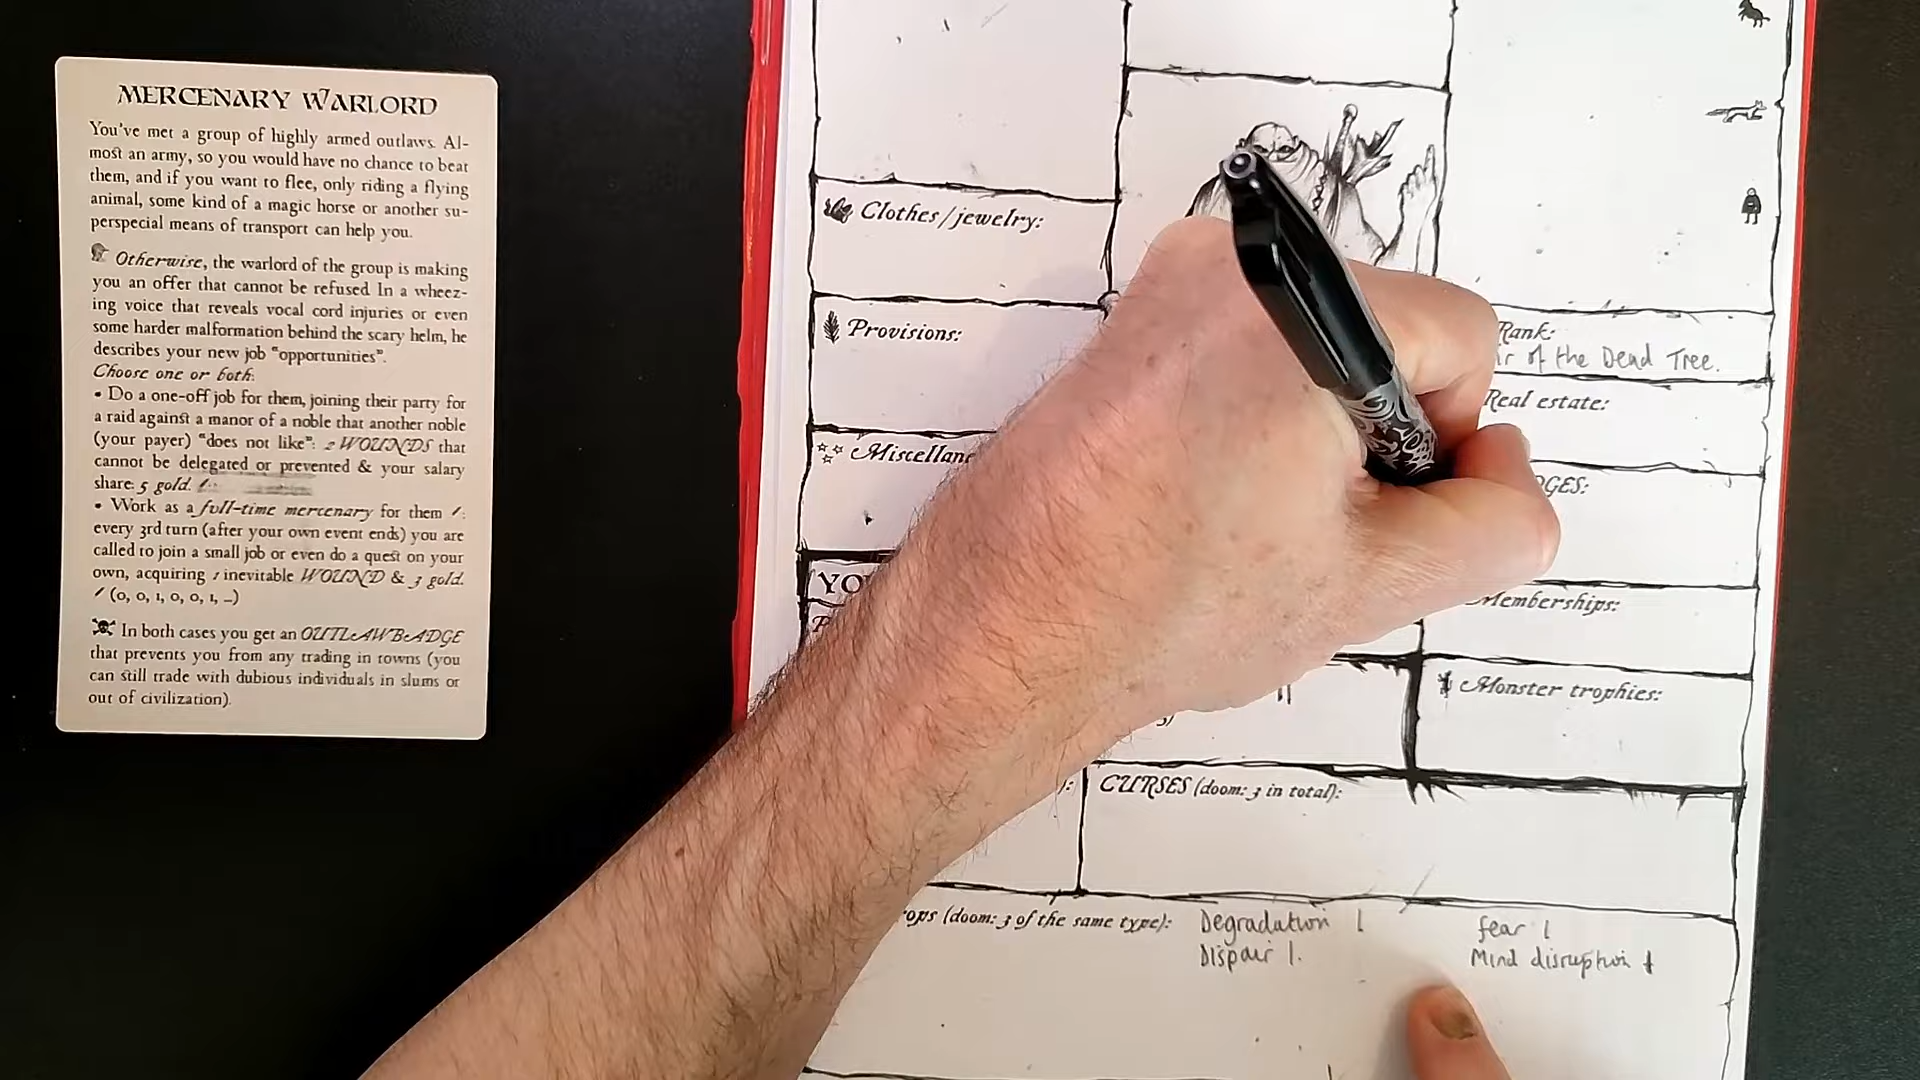 MERCENARY WARLORD
You've met a group of highly armed outlaws. Al-
most an army, so you would have no chance to beat
them, and if you want to flee, only riding a flying
animal, some kind of a magic horse or another su-
perspecial means of transport can help you.
Otherwise, the warlord of the group is making
you an offer that cannot be refused. In a wheez-
ing voice that reveals vocal cord injuries or even
some harder malformation behind the scary helm, he
describes your new job "opportunities".
Choose one or both:
• Do a one-off job for them, joining their party for
a raid against a manor of a noble that another noble
(your payer) "does not like": 2 WOUNDS that
cannot be delegated or prevented & your salary
share: 5 gold.
• Work as a full-time mercenary for them
every 3rd turn (after your own event ends) you are
called to join a small job or even do a quest on your
own, acquiring 1 inevitable WOUND & 3 gold.
(0, 0, 1, 0, 0, 1, ...)
In both cases you get an OUTLAW BADGE
that prevents you from any trading in towns (you
can still trade with dubious individuals in slums or
out of civilization).
Clothes/jewelry:
Provisions:
Rank:
of the Dead Tree.
Real estate:
Memberships:
Monster trophies:
CURSES (doom: 3 in total):
(doom: 3 of the same type): Degradation 1 fear 1
Dispair 1. Mind disruption 1